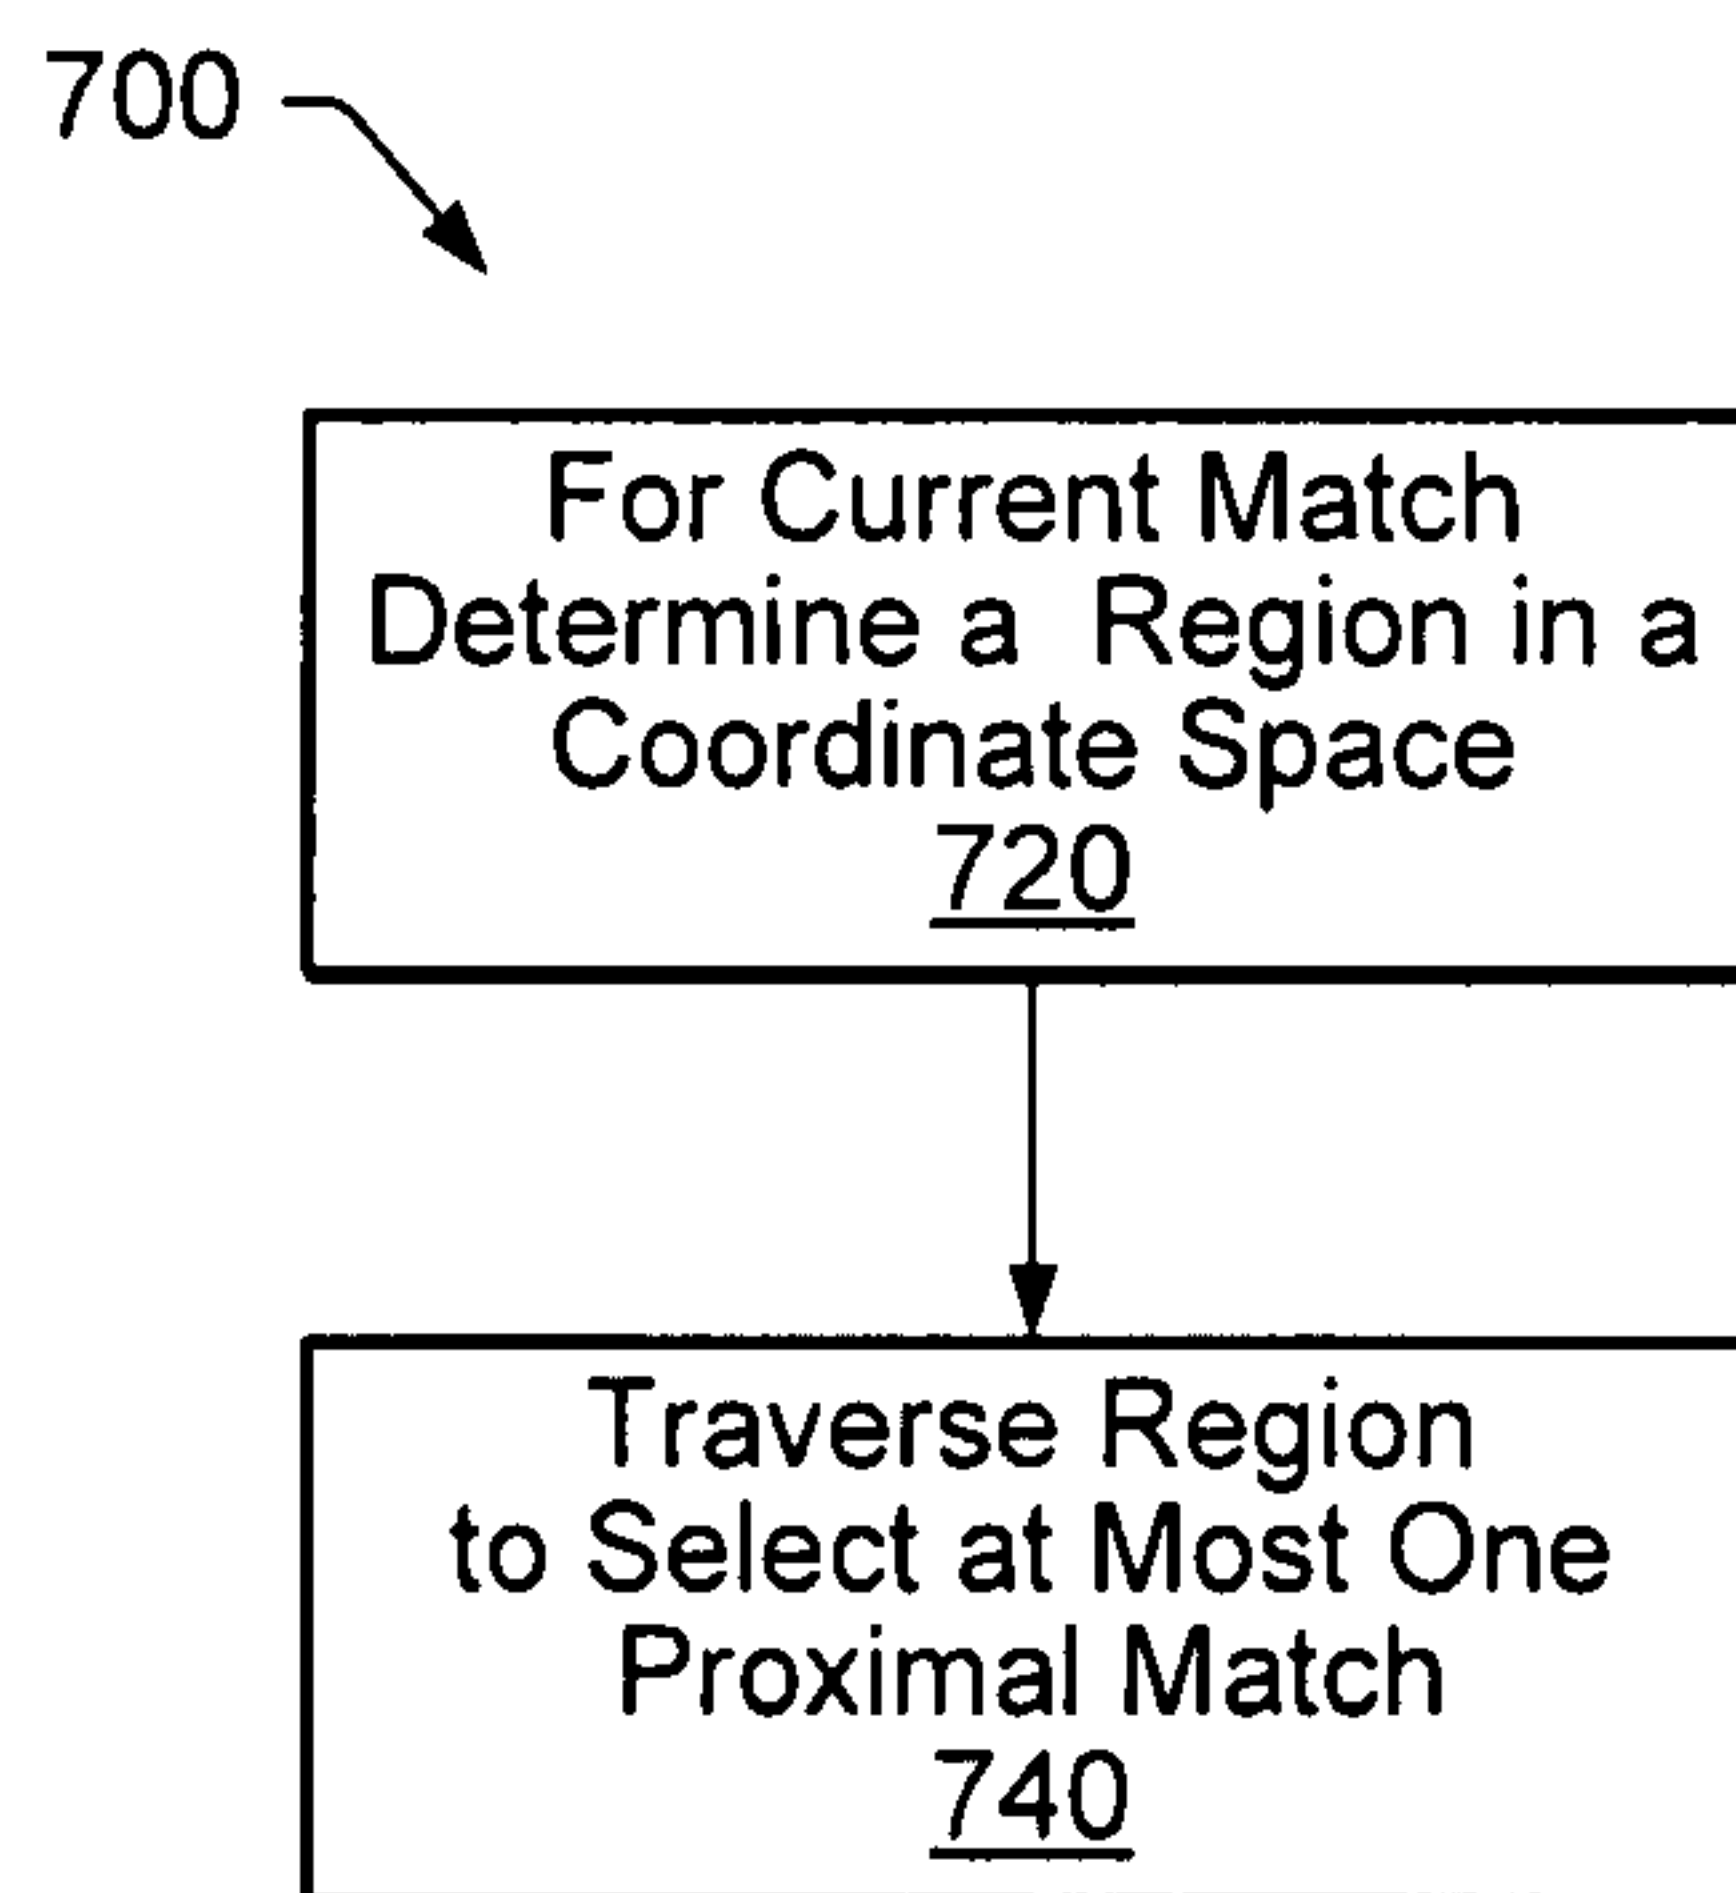 700
For Current Match
Determine a Region in a
Coordinate Space
720
Traverse Region
to Select at Most One
Proximal Match
740